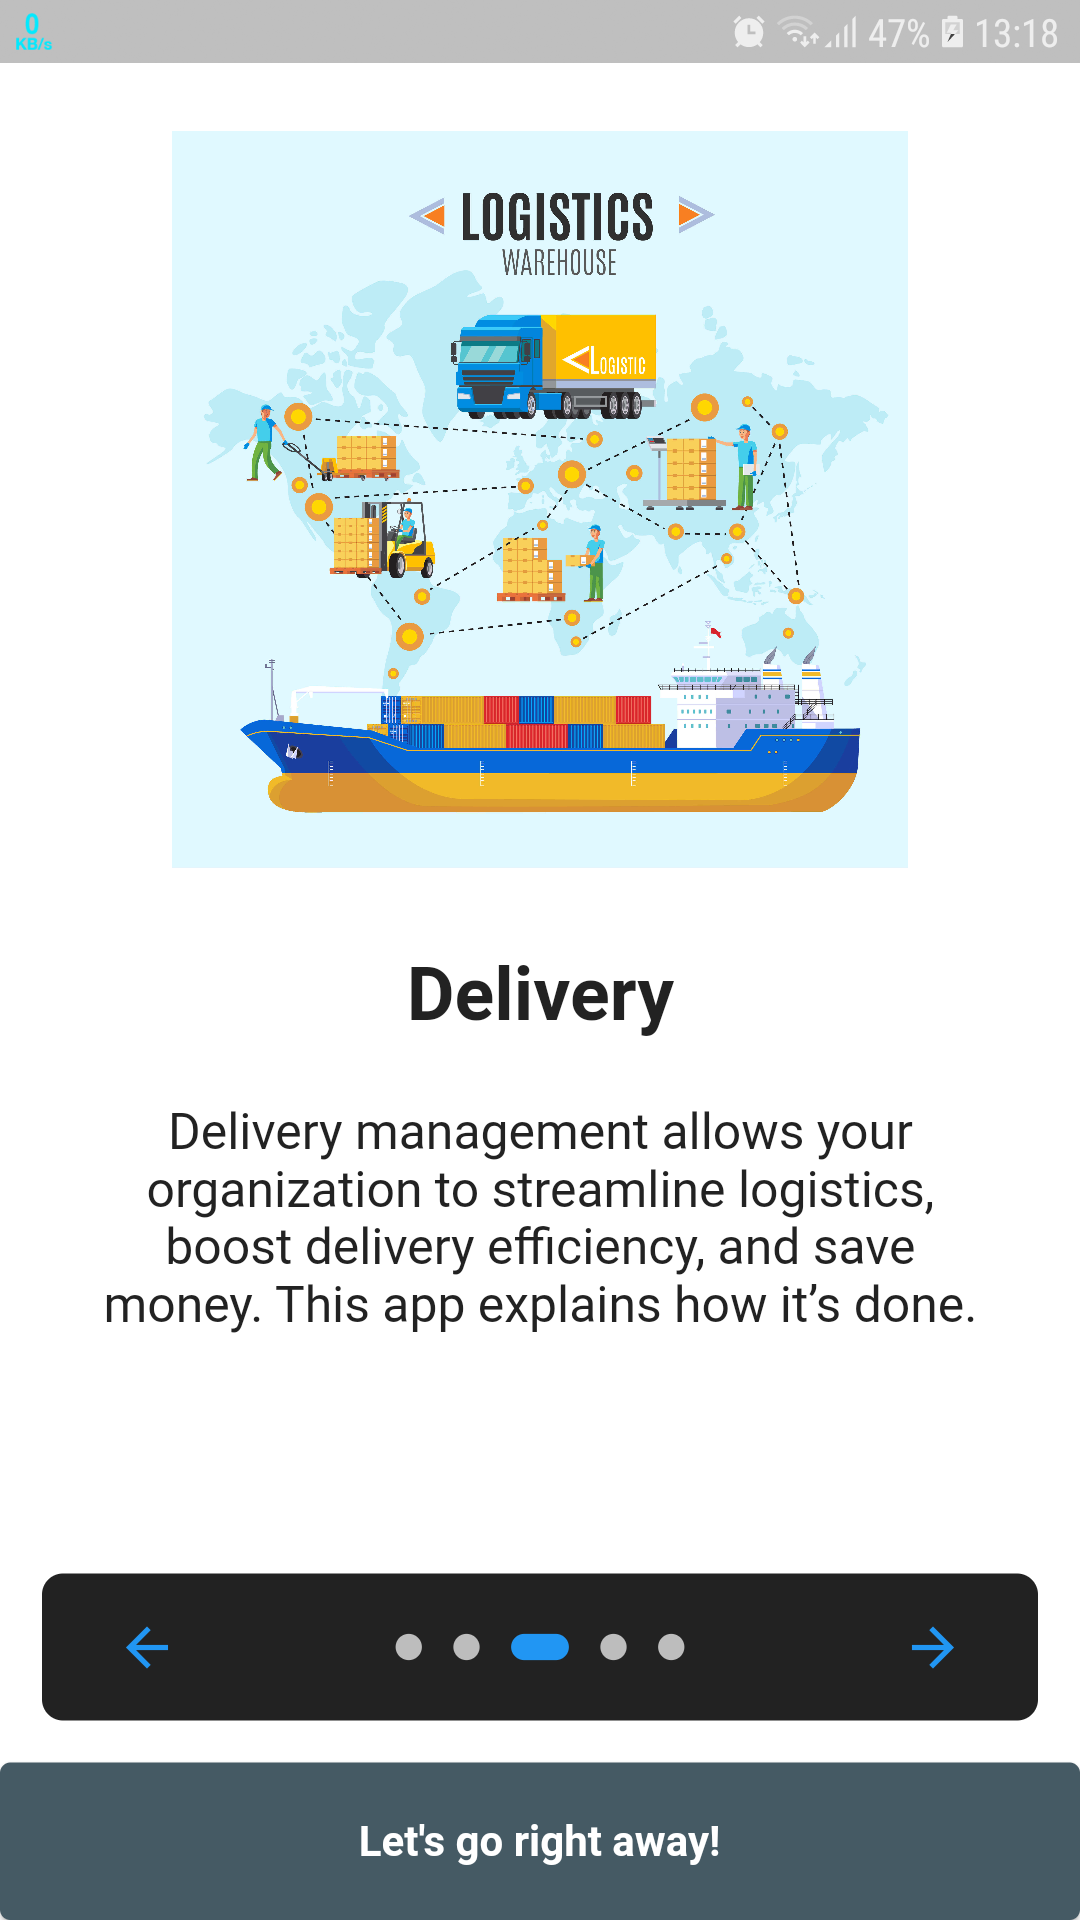 0
KB/s
47%
13:18
LOGISTICS
WAREHOUSE
LOGISTIC
Delivery
Delivery management allows your
organization to streamline logistics,
boost delivery efficiency, and save
money. This app explains how it’s done.
Let's go right away!